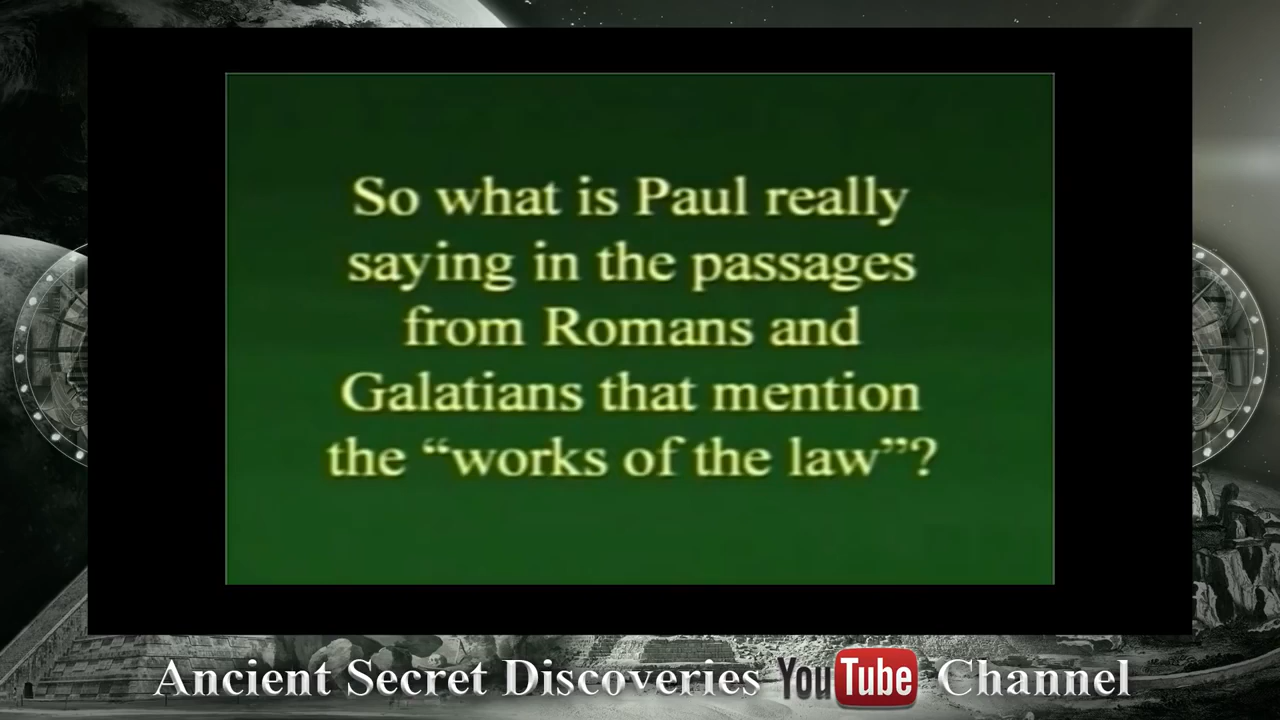 So what is Paul really
saying in the passages
from Romans and
Galatians that mention
the “works of the law”?
Ancient Secret Discoveries YouTube Channel